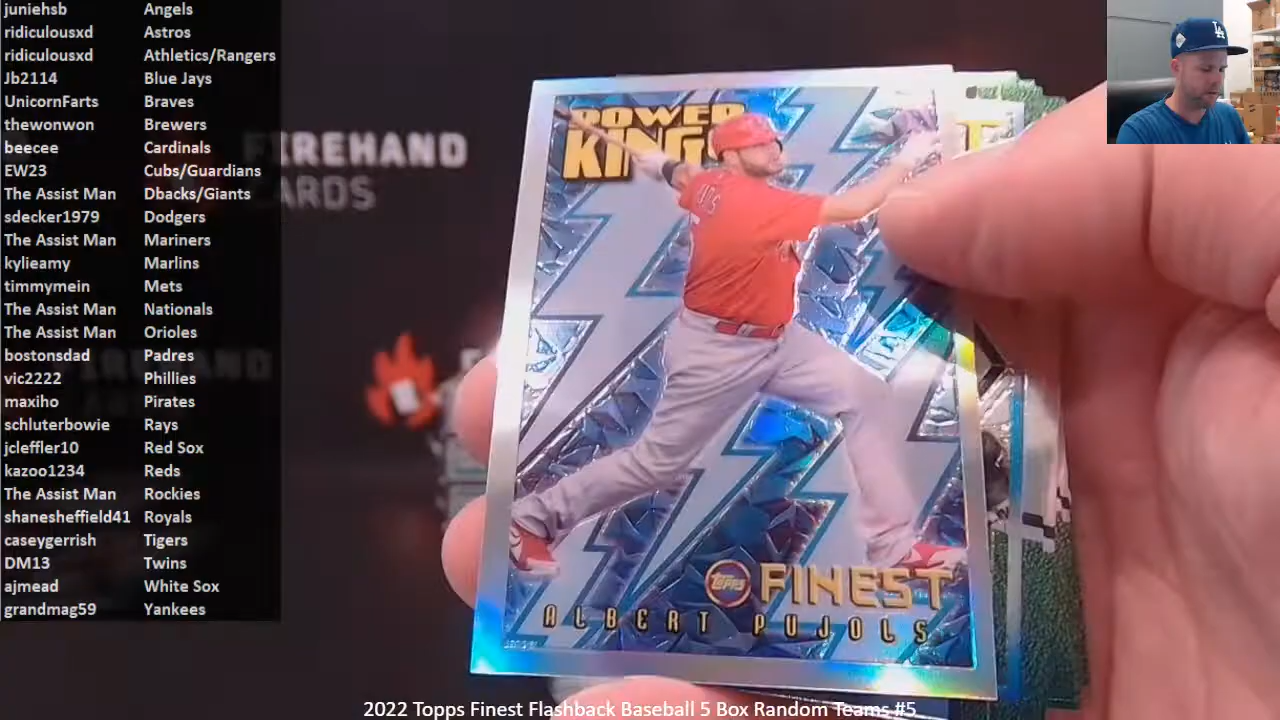 juniehsb Angels
ridiculousxd Astros
ridiculousxd Athletics/Rangers
Jb2114 Blue Jays
UnicornFarts Braves
thewonwon Brewers
beecee Cardinals
EW23 Cubs/Guardians
The Assist Man Dbacks/Giants
sdecker1979 Dodgers
The Assist Man Mariners
kylieamy Marlins
timmymein Mets
The Assist Man Nationals
The Assist Man Orioles
bostonsdad Padres
vic2222 Phillies
maxiho Pirates
schluterbowie Rays
jcleffler10 Red Sox
kazoo1234 Reds
The Assist Man Rockies
shanesheffield41 Royals
caseygerrish Tigers
DM13 Twins
ajmead White Sox
grandmag59 Yankees
FIREHAND
CARDS
POWER
KINGS
LA
TOPPS FINEST
ALBERT PUJOLS
2022 Topps Finest Flashback Baseball 5 Box Random Teams #5